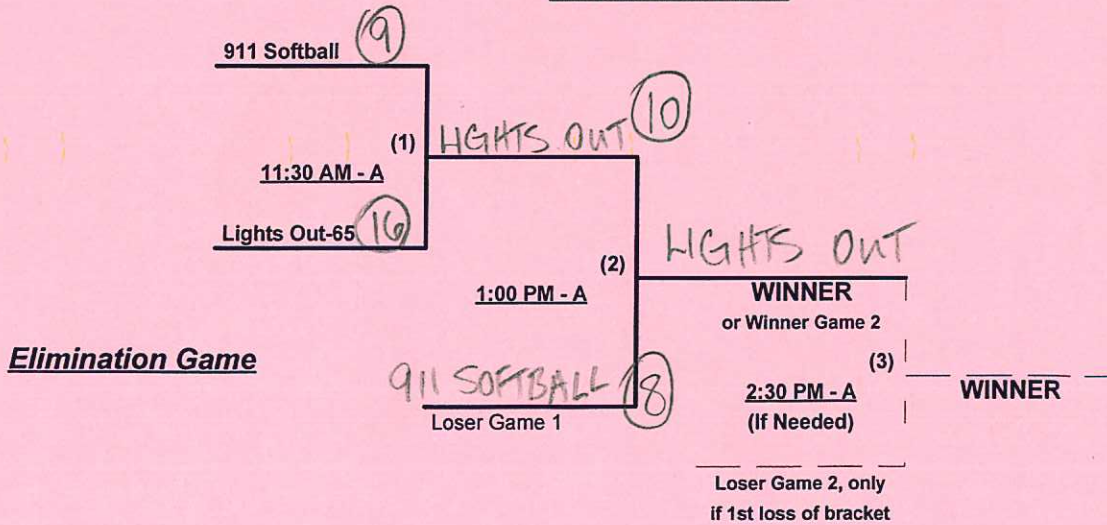 911 Softball 9
(1) LIGHTS OUT 10
11:30 AM - A
Lights Out-65 16
(2) LIGHTS OUT
1:00 PM - A
WINNER
or Winner Game 2
Elimination Game
(3)
911 SOFTBALL 8
2:30 PM - A
WINNER
Loser Game 1
(If Needed)
Loser Game 2, only
if 1st loss of bracket